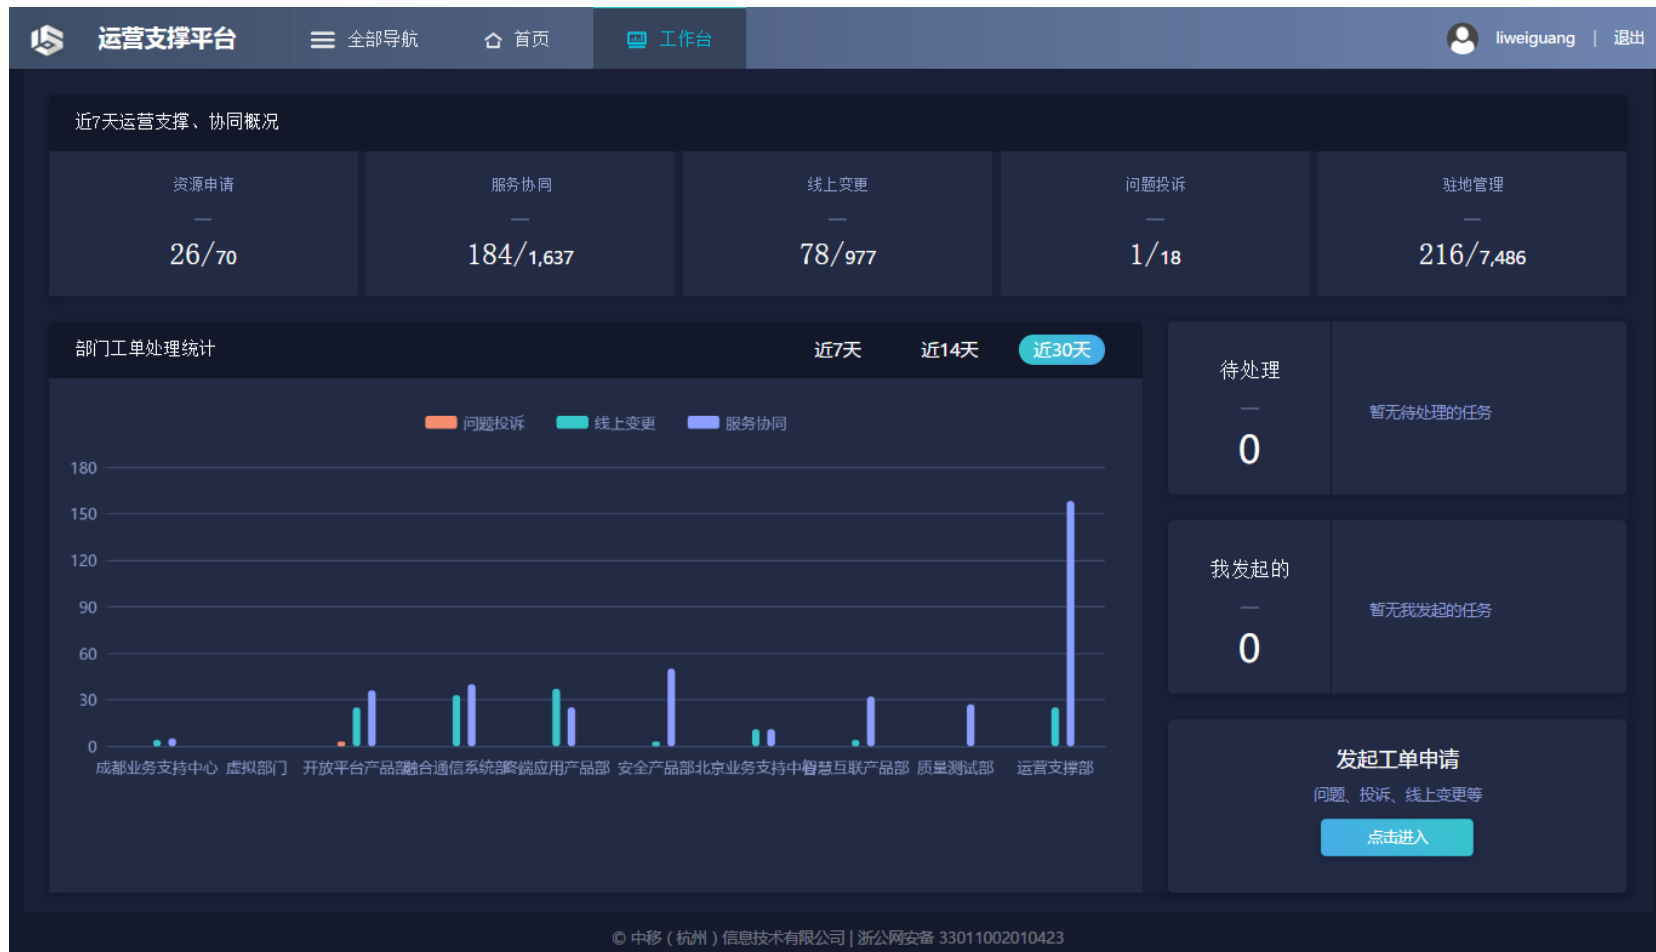 运营支撑平台 全部导航 首页 工作台 liweiguang | 退出
近7天运营支撑、协同概况
资源申请 服务协同 线上变更 问题投诉 驻地管理
26/70 184/1,637 78/977 1/18 216/7,486
部门工单处理统计 近7天 近14天 近30天
问题投诉 线上变更 服务协同
180
150
120
90
60
30
0
成都业务支持中心 虚拟部门 开放平台产品部 融合通信系统部 终端应用产品部 安全产品部 北京业务支持中心 智慧互联产品部 质量测试部 运营支撑部
待处理
0
暂无待处理的任务
我发起的
0
暂无我发起的任务
发起工单申请
问题、投诉、线上变更等
点击进入
© 中移（杭州）信息技术有限公司 | 浙公网安备 33011002010423